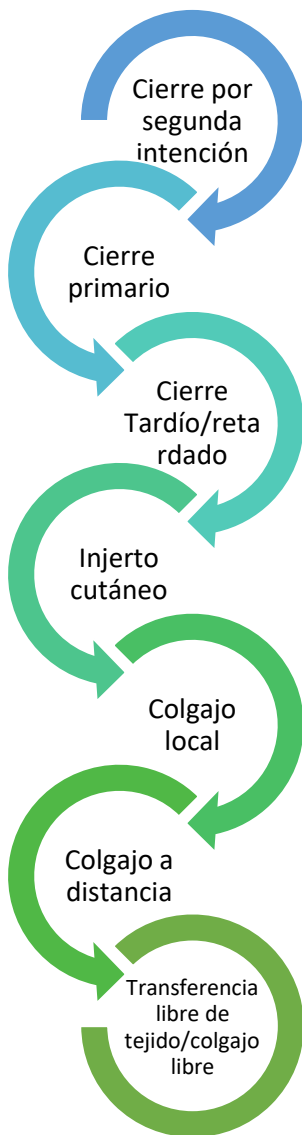 Cierre por
segunda
intención
Cierre
primario
Cierre
Tardío/reta
rdado
Injerto
cutáneo
Colgajo
local
Colgajo a
distancia
Transferencia
libre de
tejido/colgajo
libre